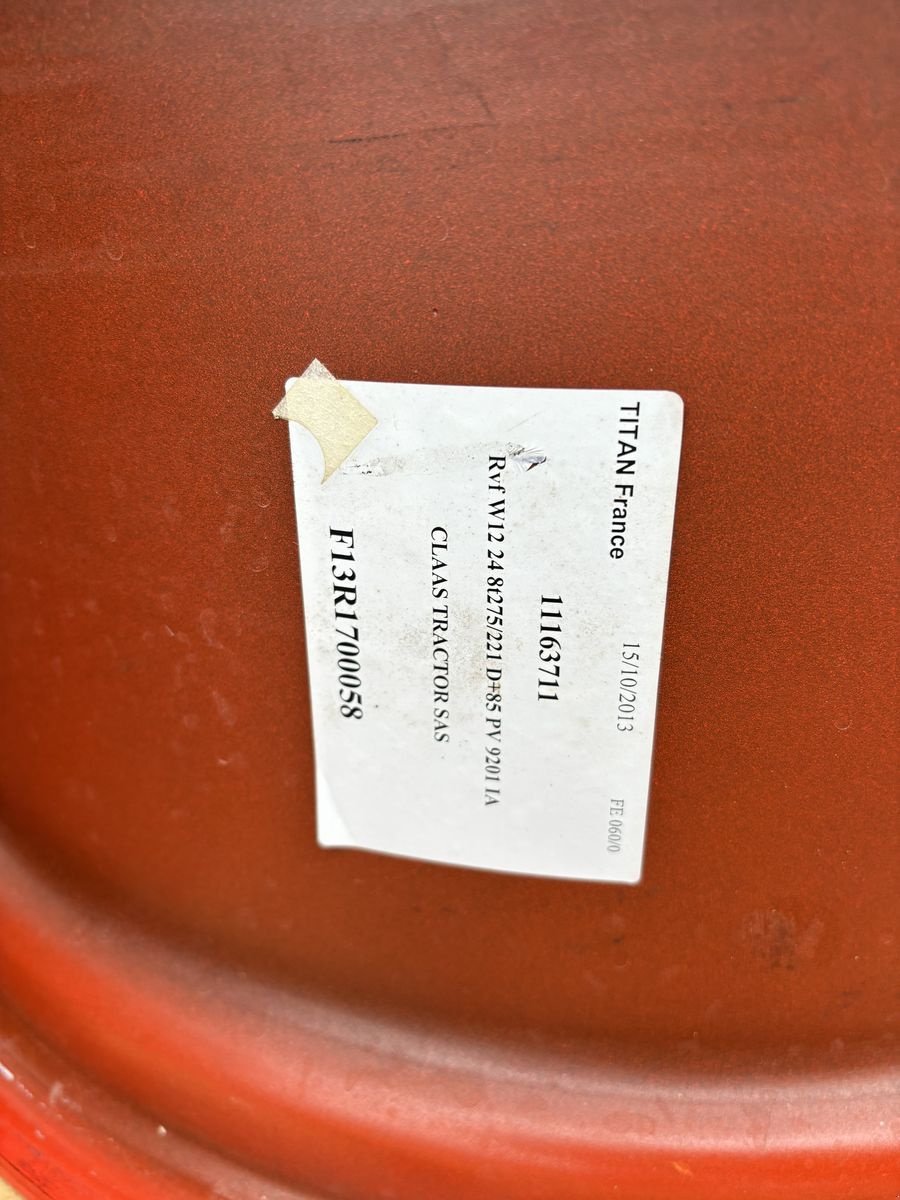 TITAN France 15/10/2013 FE 060/0
11163711
Rvf W12 24 8t275/221 D+85 PV 9201 IA
CLAAS TRACTOR SAS
F13R1700058